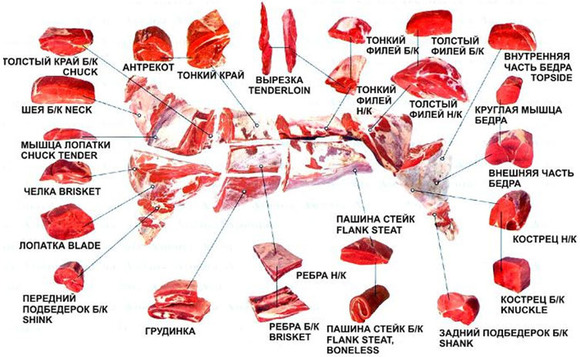 ТОЛСТЫЙ КРАЙ Б/К
CHUCK
АНТРЕКОТ
ТОНКИЙ КРАЙ
ВЫРЕЗКА
TENDERLOIN
ТОНКИЙ
ФИЛЕЙ Б/К
ТОЛСТЫЙ
ФИЛЕЙ Б/К
ВНУТРЕННЯЯ
ЧАСТЬ БЕДРА
TOPSIDE
ШЕЯ Б/К NECK
ТОНКИЙ
ФИЛЕЙ
Н/К
ТОЛСТЫЙ
ФИЛЕЙ Н/К
КРУГЛАЯ МЫШЦА
БЕДРА
МЫШЦА ЛОПАТКИ
CHUCK TENDER
ВНЕШНЯЯ ЧАСТЬ
БЕДРА
ЧЕЛКА BRISKET
ЛОПАТКА BLADE
ПАШИНА СТЕЙК
FLANK STEAT
КОСТРЕЦ Н/К
ПЕРЕДНИЙ
ПОДБЕДЕРОК Б/К
SHINK
ГРУДИНКА
РЕБРА Н/К
РЕБРА Б/К
BRISKET
ПАШИНА СТЕЙК Б/К
FLANK STEAT,
BONELESS
КОСТРЕЦ Б/К
KNUCKLE
ЗАДНИЙ ПОДБЕДЕРОК Б/К
SHANK